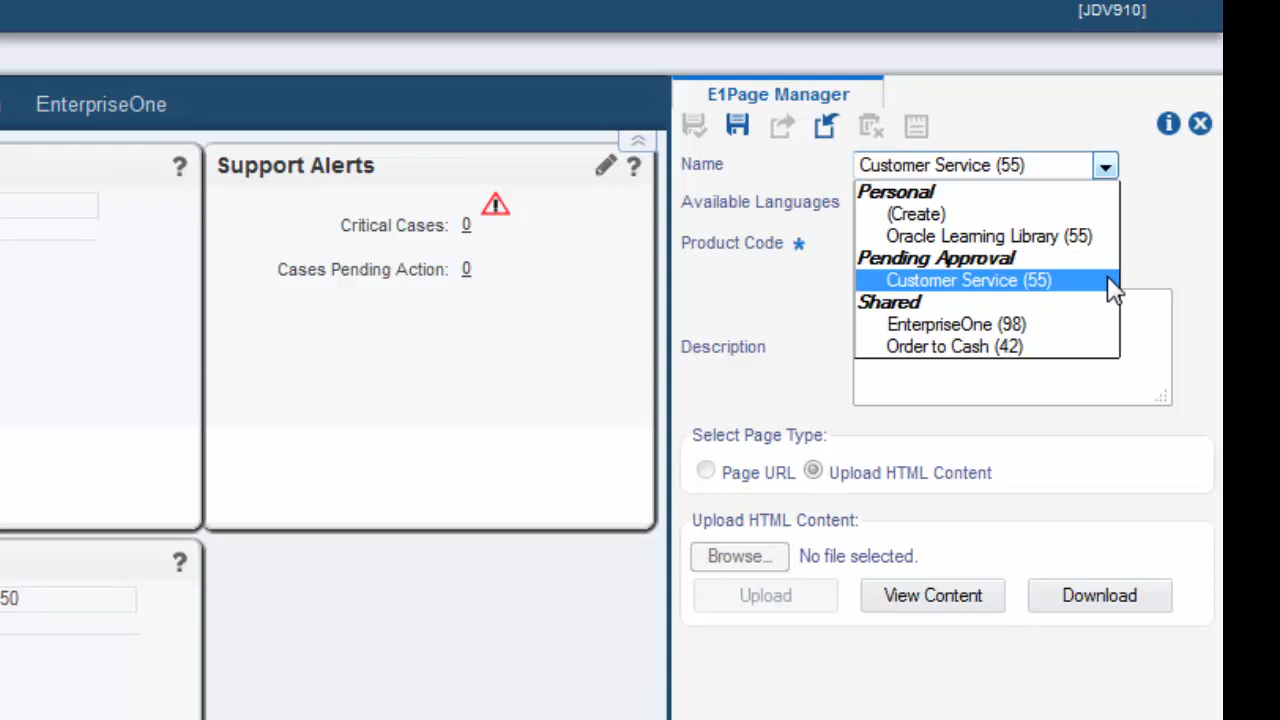 [JDV910]
EnterpriseOne
E1Page Manager
?
Support Alerts
?
Critical Cases: 0
Cases Pending Action: 0
?
50
Name
Customer Service (55)
Available Languages
Product Code *
Personal
(Create)
Oracle Learning Library (55)
Pending Approval
Customer Service (55)
Shared
EnterpriseOne (98)
Order to Cash (42)
Description
Select Page Type:
Page URL
Upload HTML Content
Upload HTML Content:
Browse... No file selected.
Upload
View Content
Download